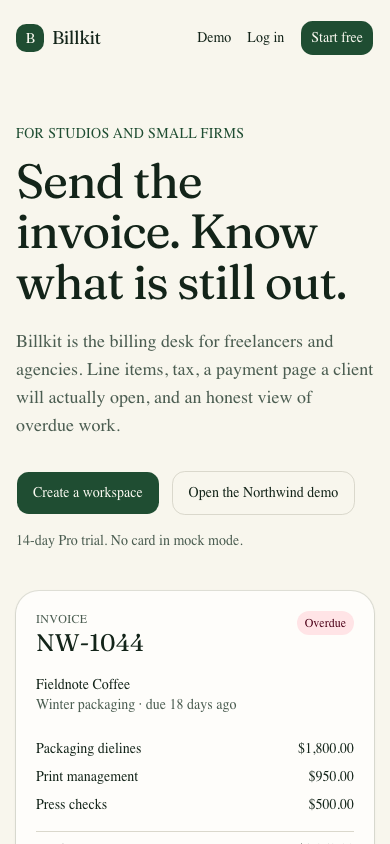 B Billkit Demo Log in Start free
FOR STUDIOS AND SMALL FIRMS
Send the
invoice. Know
what is still out.
Billkit is the billing desk for freelancers and
agencies. Line items, tax, a payment page a client
will actually open, and an honest view of
overdue work.
Create a workspace Open the Northwind demo
14-day Pro trial. No card in mock mode.
INVOICE Overdue
NW-1044
Fieldnote Coffee
Winter packaging · due 18 days ago
Packaging dielines $1,800.00
Print management $950.00
Press checks $500.00